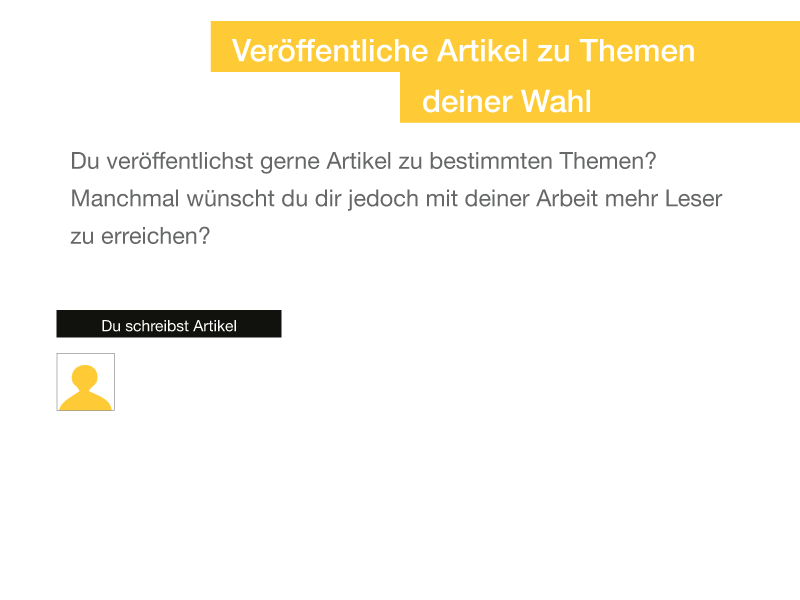 Veröffentliche Artikel zu Themen
deiner Wahl
Du veröffentlichst gerne Artikel zu bestimmten Themen?
Manchmal wünscht du dir jedoch mit deiner Arbeit mehr Leser
zu erreichen?
Du schreibst Artikel